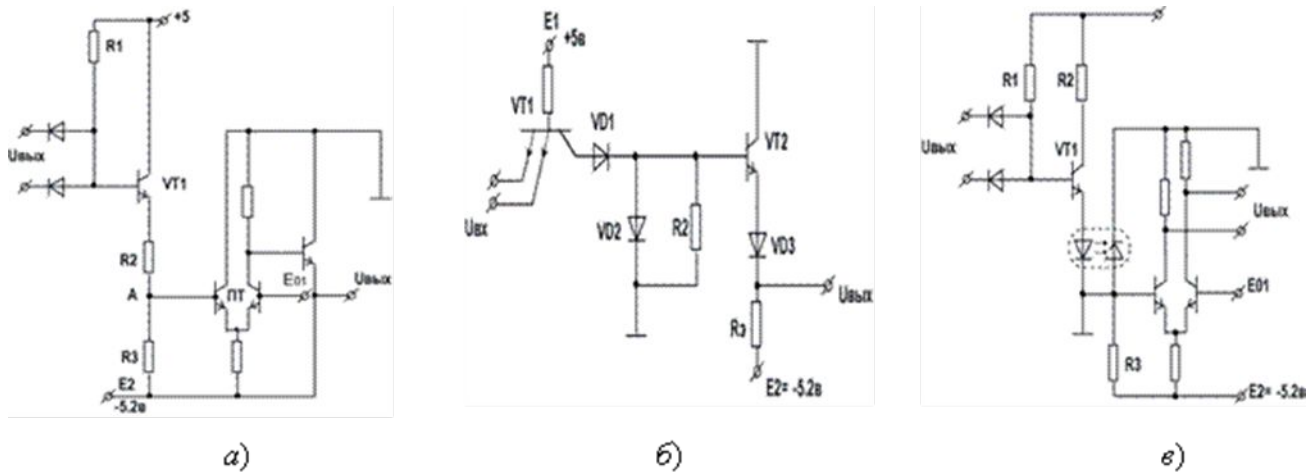 +5
R1
Uвых
VT1
R2
A
ПТ
E01
Uвых
R3
E2
-5.2в
а)
E1
+5в
VT1
VD1
VT2
Uвх
VD2
R2
VD3
Uвых
Rэ
E2= -5.2в
б)
R1
R2
Uвых
VT1
Uвых
E01
R3
E2= -5.2в
в)